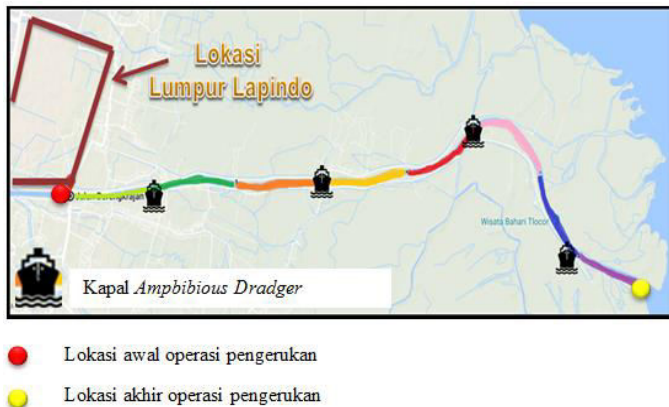 Lokasi
Lumpur Lapindo
Wisata Bahari Tlocor
Kapal Ampbibious Dradger
Lokasi awal operasi pengerukan
Lokasi akhir operasi pengerukan